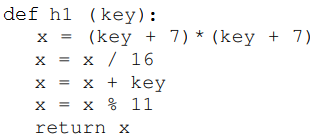 def h1 (key):
    x = (key + 7)*(key + 7)
    x = x / 16
    x = x + key
    x = x % 11
    return x